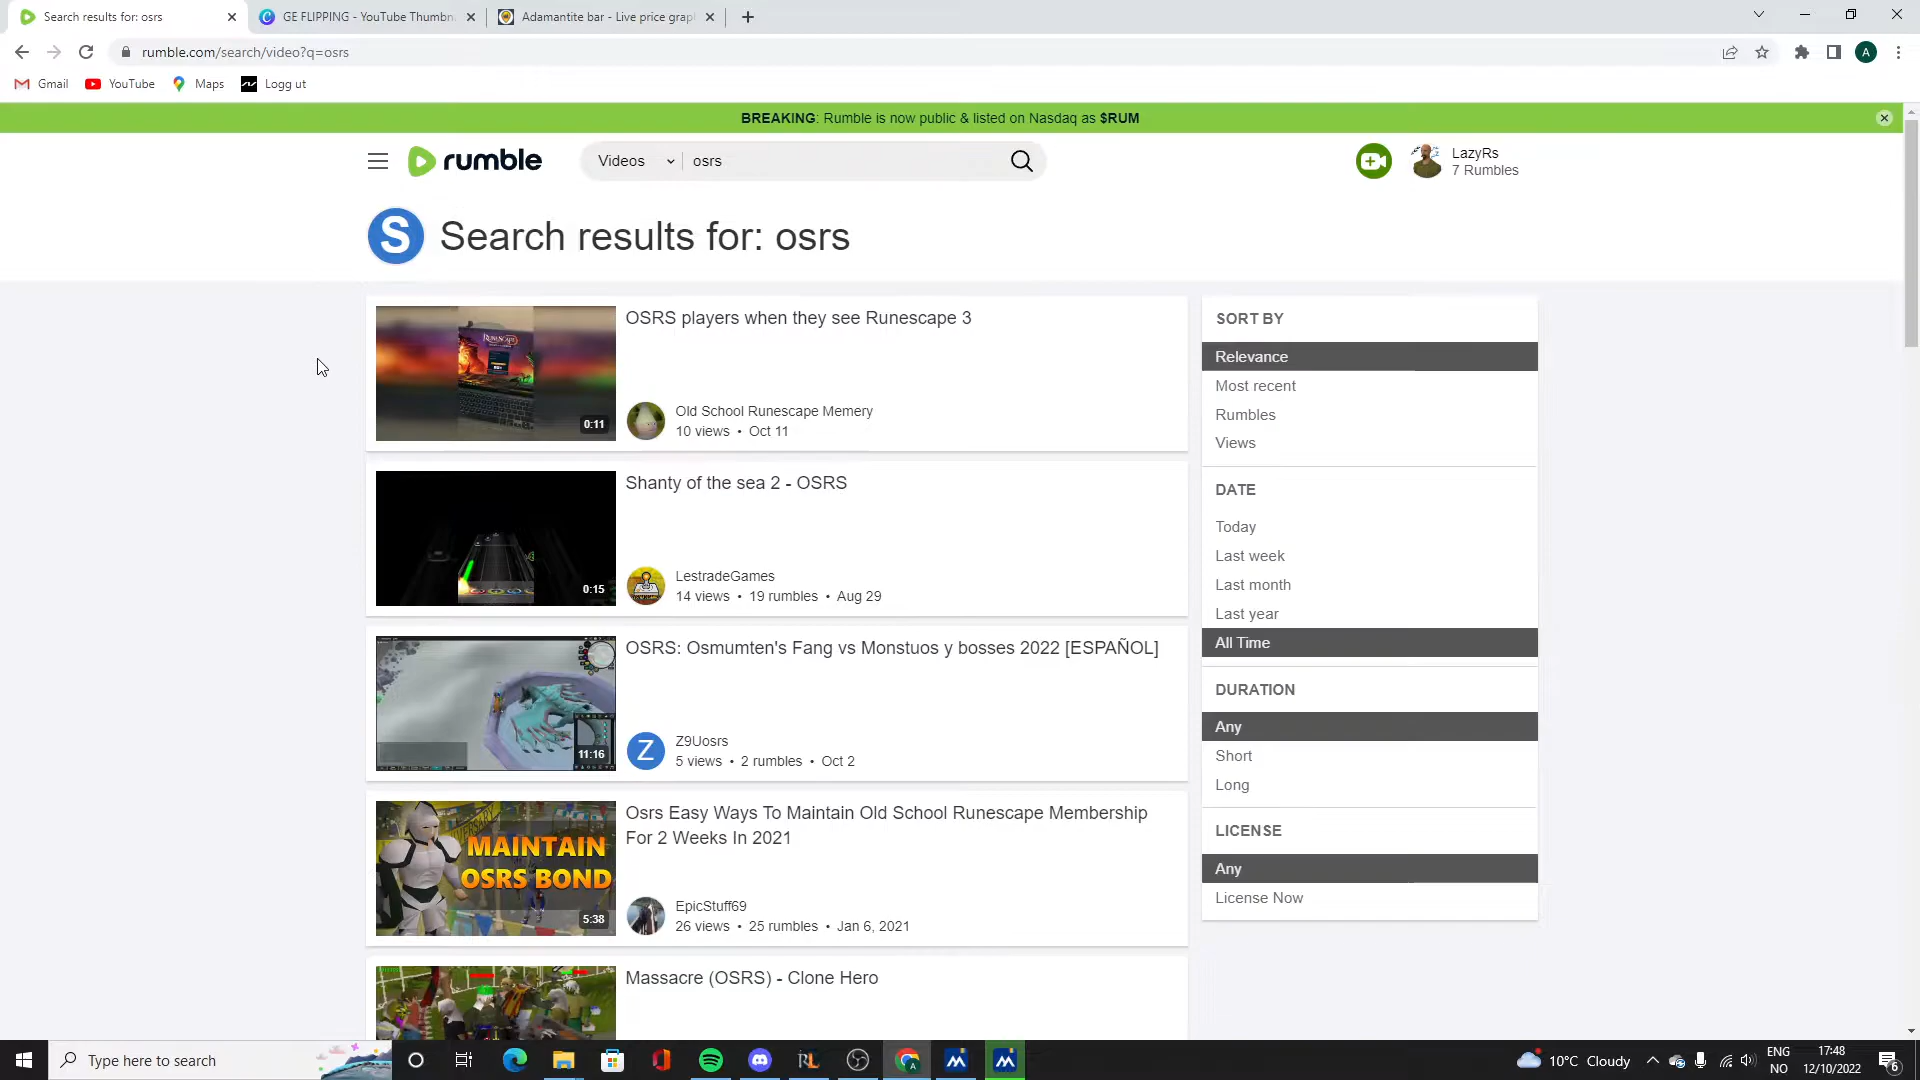 Search results for: osrs
GE FLIPPING - YouTube Thumbn
Adamantite bar - Live price grap
rumble.com/search/video?q=osrs
A
Gmail
YouTube
Maps
Logg ut
BREAKING: Rumble is now public & listed on Nasdaq as $RUM
rumble
Videos
osrs
LazyRs
7 Rumbles
S
Search results for: osrs
OSRS players when they see Runescape 3
0:11
Old School Runescape Memery
10 views • Oct 11
Shanty of the sea 2 - OSRS
0:15
LestradeGames
14 views • 19 rumbles • Aug 29
OSRS: Osmumten's Fang vs Monstuos y bosses 2022 [ESPAÑOL]
11:16
Z
Z9Uosrs
5 views • 2 rumbles • Oct 2
Osrs Easy Ways To Maintain Old School Runescape Membership
For 2 Weeks In 2021
MAINTAIN
OSRS BOND
5:38
EpicStuff69
26 views • 25 rumbles • Jan 6, 2021
Massacre (OSRS) - Clone Hero
SORT BY
Relevance
Most recent
Rumbles
Views
DATE
Today
Last week
Last month
Last year
All Time
DURATION
Any
Short
Long
LICENSE
Any
License Now
Type here to search
10°C Cloudy
ENG
NO
17:48
12/10/2022
6